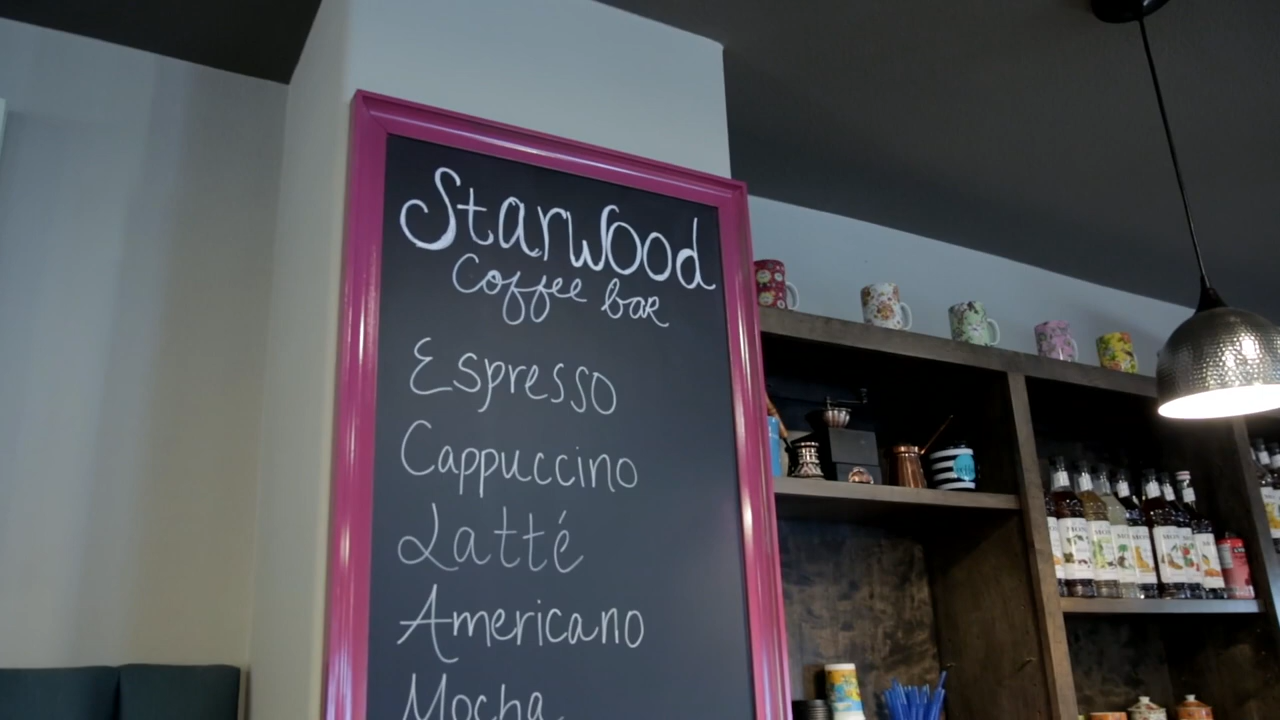 Starwood
Coffee bar
Espresso
Cappuccino
Latté
Americano
Mocha